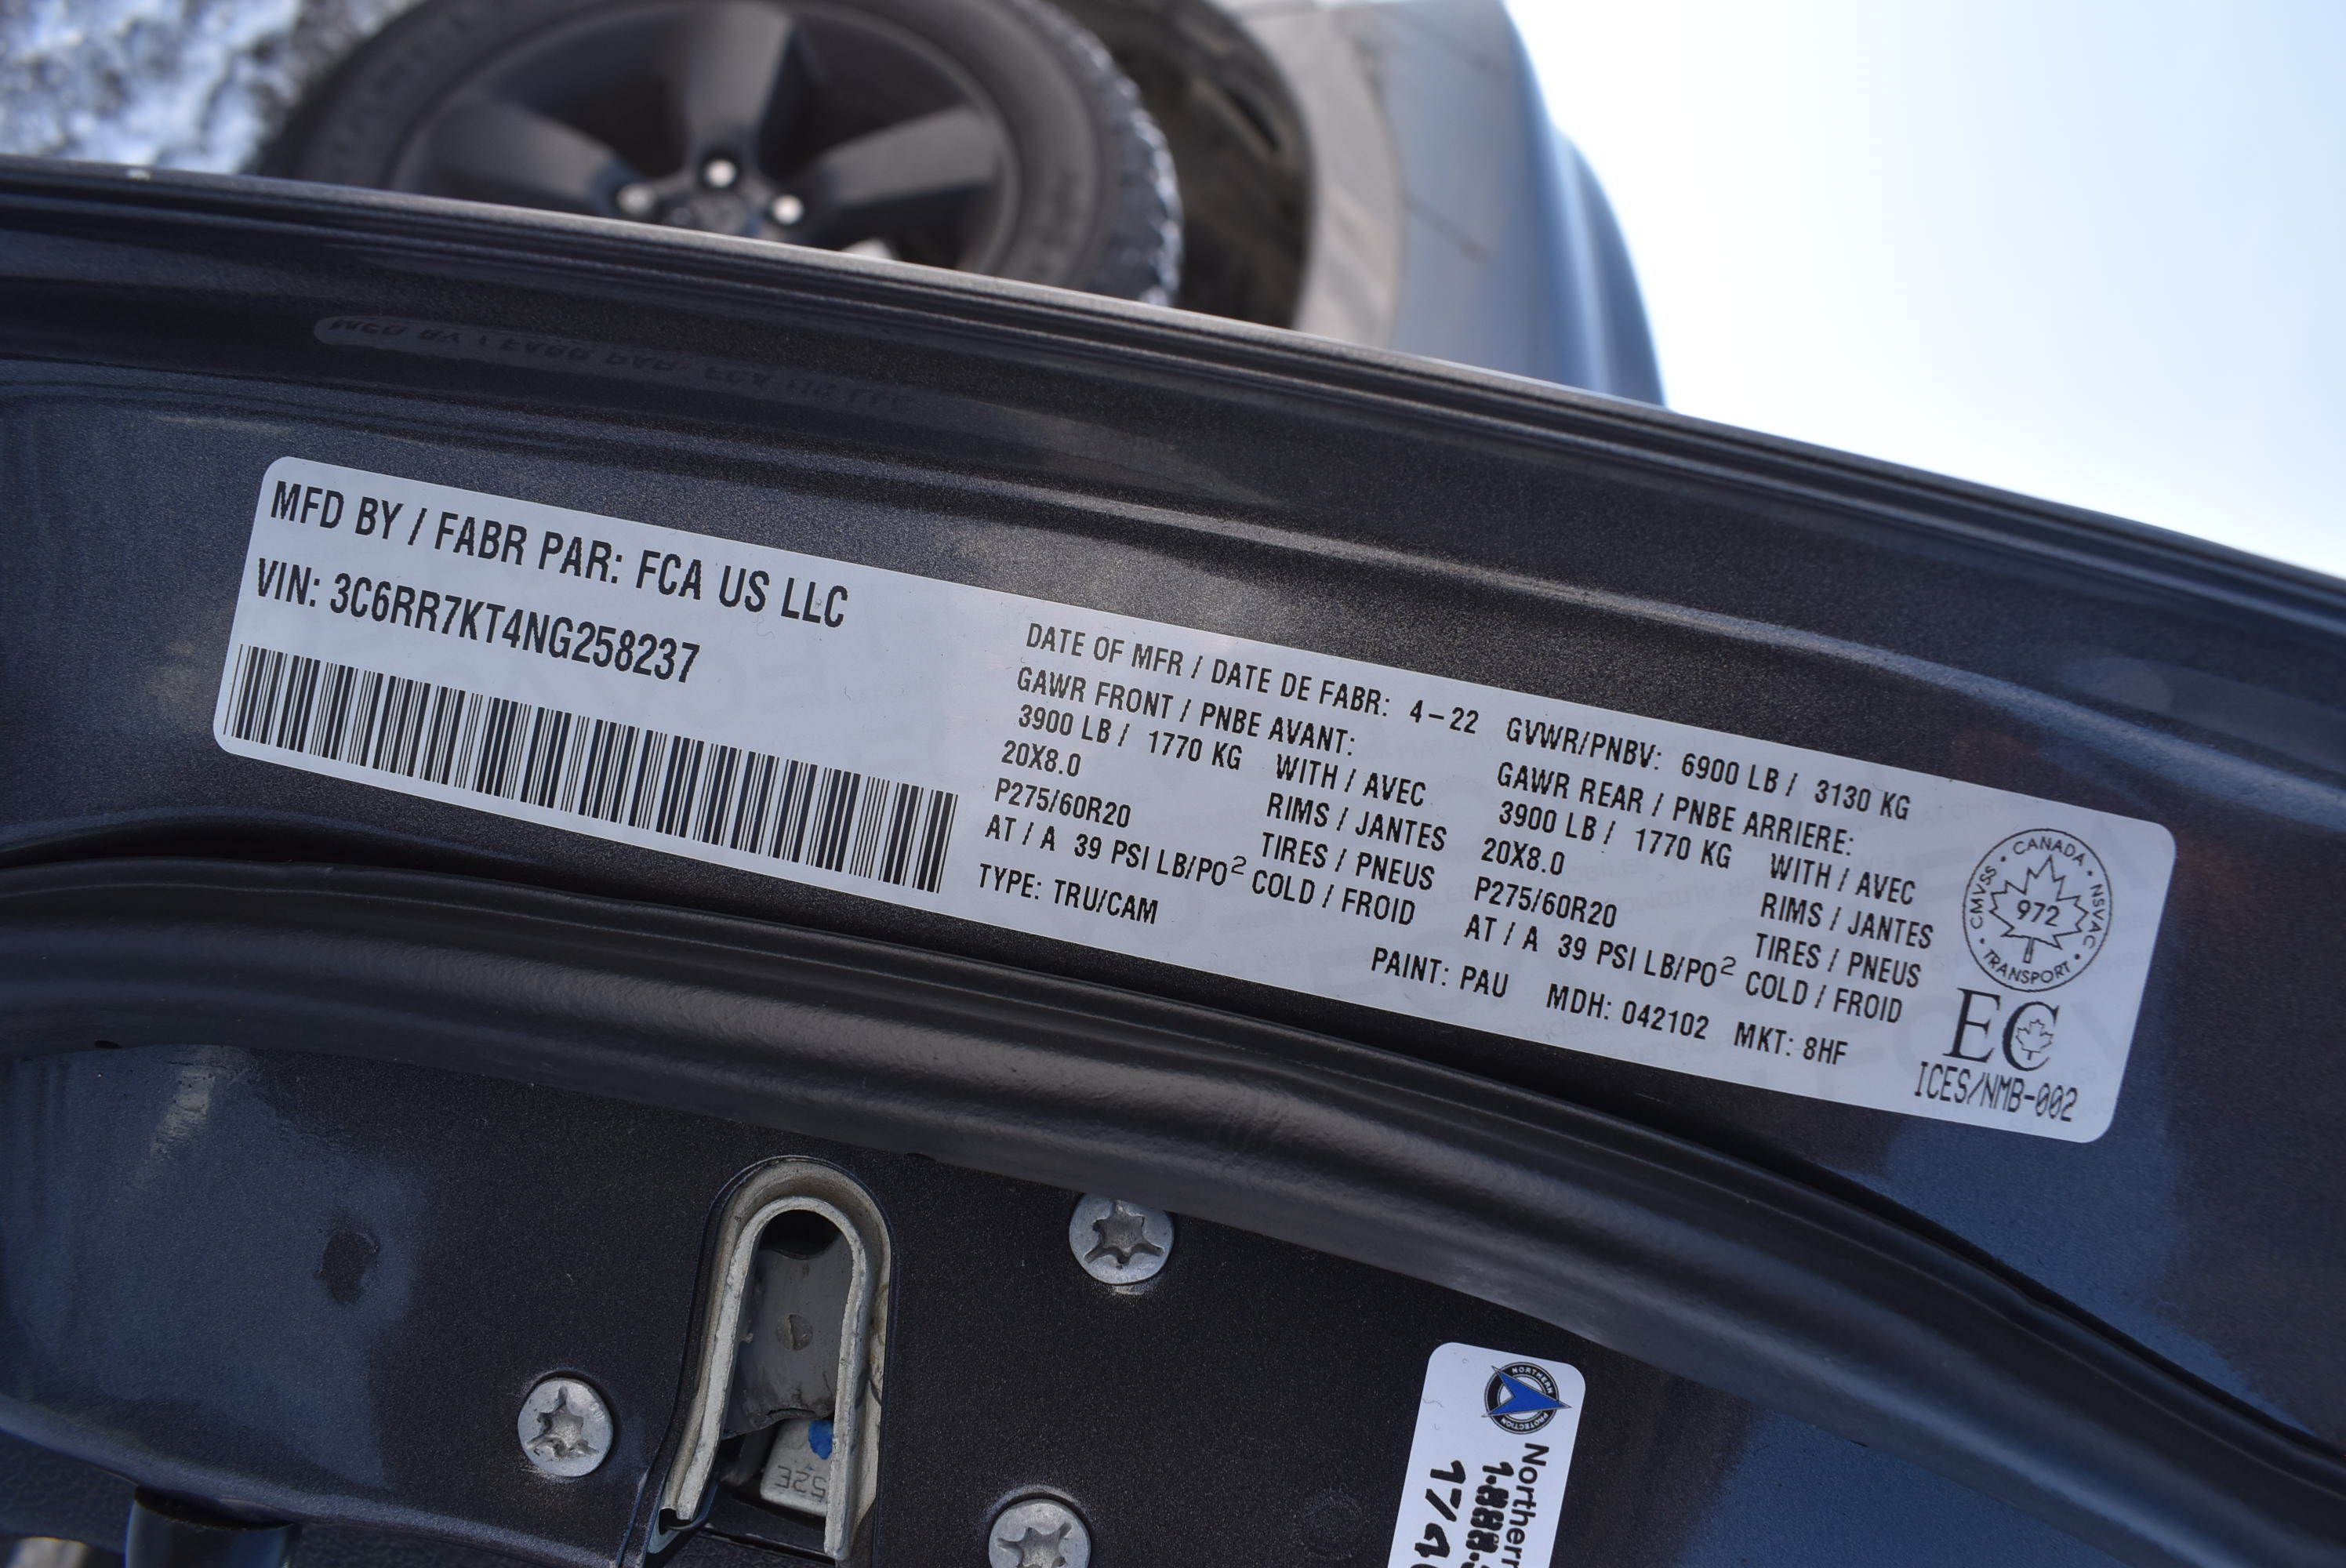 MFD BY / FABR PAR: FCA US LLC
VIN: 3C6RR7KT4NG258237
DATE OF MFR / DATE DE FABR: 4-22 GVWR/PNBV: 6900 LB / 3130 KG
GAWR FRONT / PNBE AVANT:
3900 LB / 1770 KG WITH / AVEC
20X8.0 RIMS / JANTES
P275/60R20 TIRES / PNEUS
AT / A 39 PSI LB/PO² COLD / FROID
GAWR REAR / PNBE ARRIERE:
3900 LB / 1770 KG WITH / AVEC
20X8.0 RIMS / JANTES
P275/60R20 TIRES / PNEUS
AT / A 39 PSI LB/PO² COLD / FROID
TYPE: TRU/CAM PAINT: PAU MDH: 042102 MKT: 8HF
CANADA • NSVAC • TRANSPORT • CMVSS •
972
EC
ICES/NMB-002
NORTHERN PROTECTION
Northern
52E